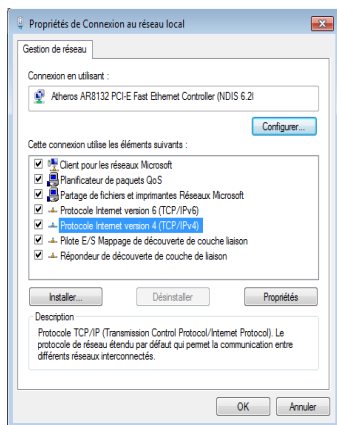 Propriétés de Connexion au réseau local
Gestion de réseau
Connexion en utilisant :
Atheros AR8132 PCI-E Fast Ethernet Controller (NDIS 6.2(
Configurer...
Cette connexion utilise les éléments suivants :
Client pour les réseaux Microsoft
Planificateur de paquets QoS
Partage de fichiers et imprimantes Réseaux Microsoft
Protocole Internet version 6 (TCP/IPv6)
Protocole Internet version 4 (TCP/IPv4)
Pilote E/S Mappage de découverte de couche liaison
Répondeur de découverte de couche de liaison
Installer...
Désinstaller
Propriétés
Description
Protocole TCP/IP (Transmission Control Protocol/Internet Protocol). Le
protocole de réseau étendu par défaut qui permet la communication entre
différents réseaux interconnectés.
OK
Annuler